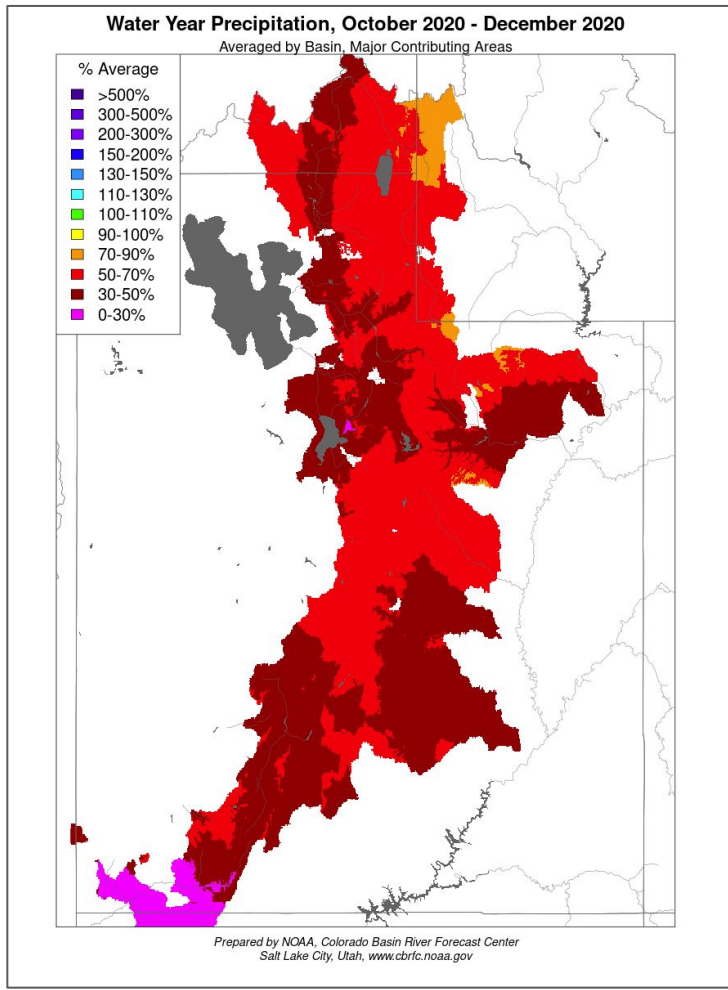 Water Year Precipitation, October 2020 - December 2020
Averaged by Basin, Major Contributing Areas
% Average
>500%
300-500%
200-300%
150-200%
130-150%
110-130%
100-110%
90-100%
70-90%
50-70%
30-50%
0-30%
Prepared by NOAA, Colorado Basin River Forecast Center
Salt Lake City, Utah, www.cbrfc.noaa.gov